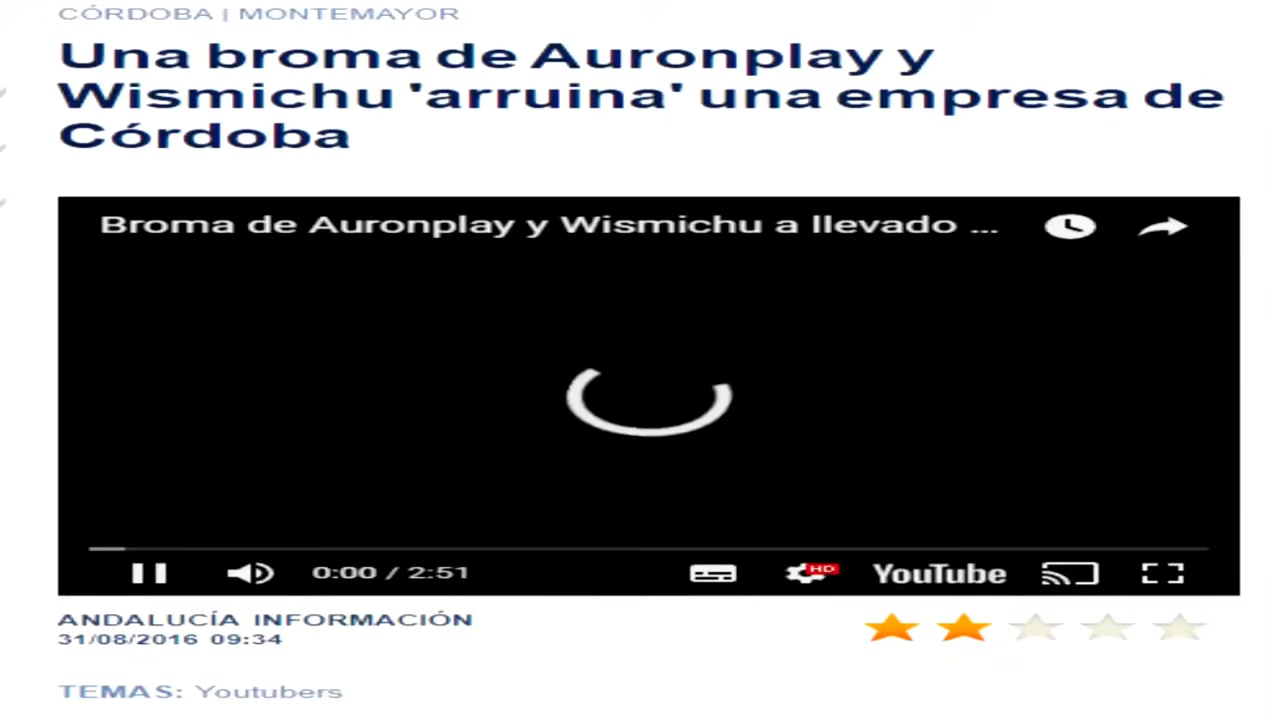 CÓRDOBA | MONTEMAYOR
Una broma de Auronplay y
Wismichu 'arruina' una empresa de
Córdoba
Broma de Auronplay y Wismichu a llevado ...
0:00 / 2:51
HD
YouTube
ANDALUCÍA INFORMACIÓN
31/08/2016 09:34
TEMAS: Youtubers